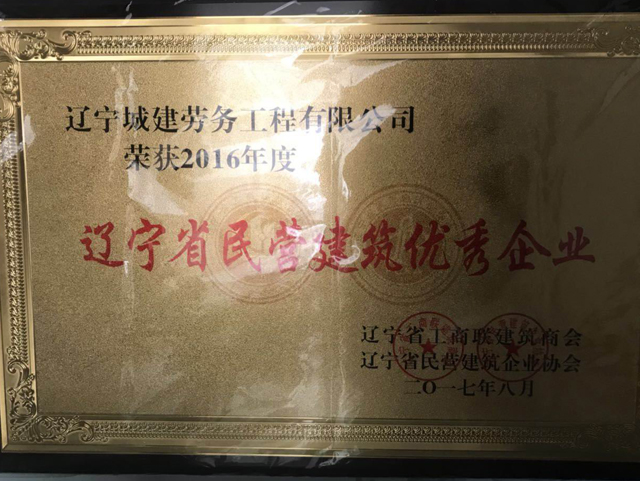 辽宁城建劳务工程有限公司
荣获2016年度
辽宁省民营建筑优秀企业
辽宁省工商联建筑商会
辽宁省民营建筑企业协会
二〇一七年八月